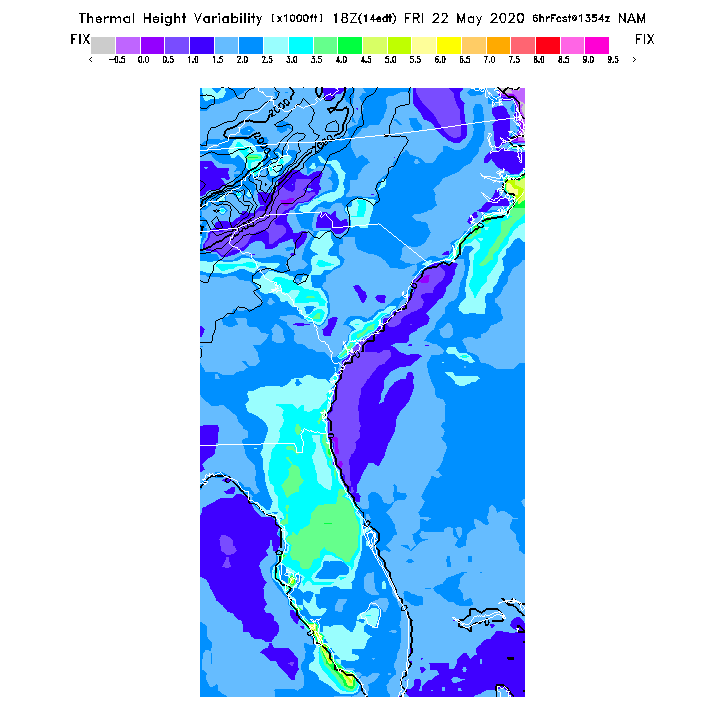 Thermal Height Variability [x1000ft] 18Z(14edt) FRI 22 May 2020 6hrFcst@1354z NAM
FIX FIX
< -0.5 0.0 0.5 1.0 1.5 2.0 2.5 3.0 3.5 4.0 4.5 5.0 5.5 6.0 6.5 7.0 7.5 8.0 8.5 9.0 9.5 >
2000